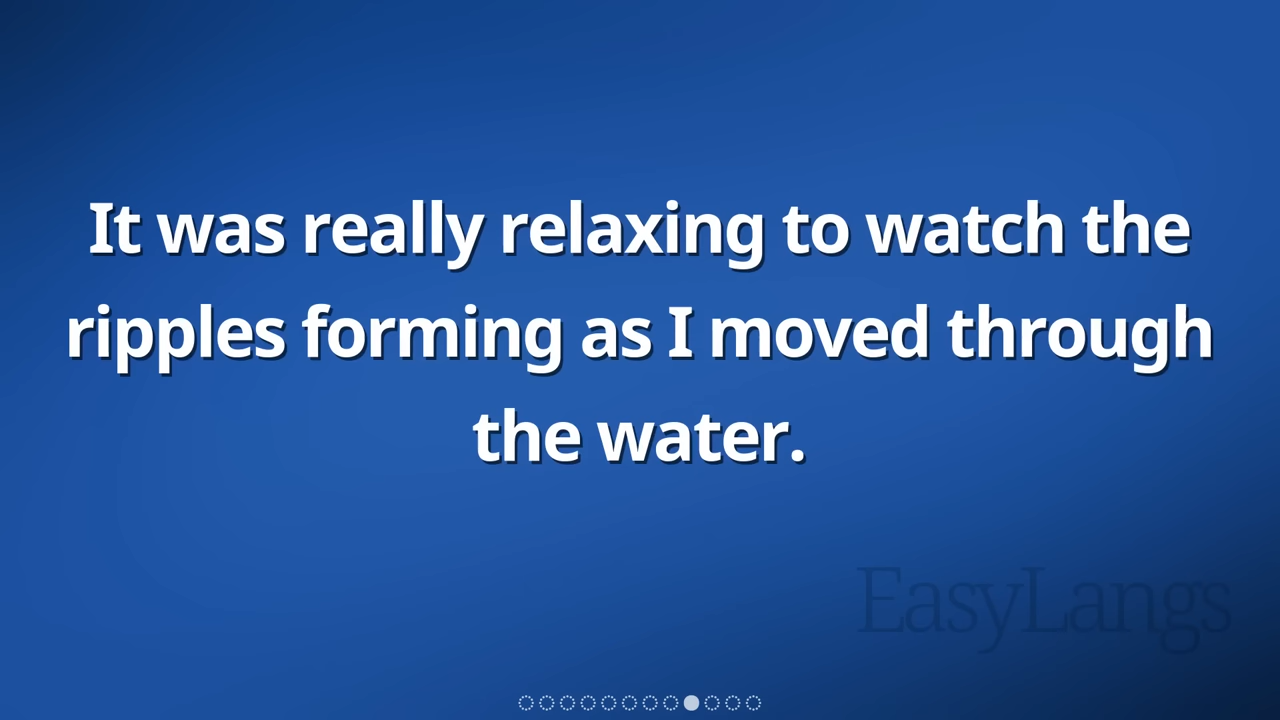 It was really relaxing to watch the
ripples forming as I moved through
the water.
EasyLangs